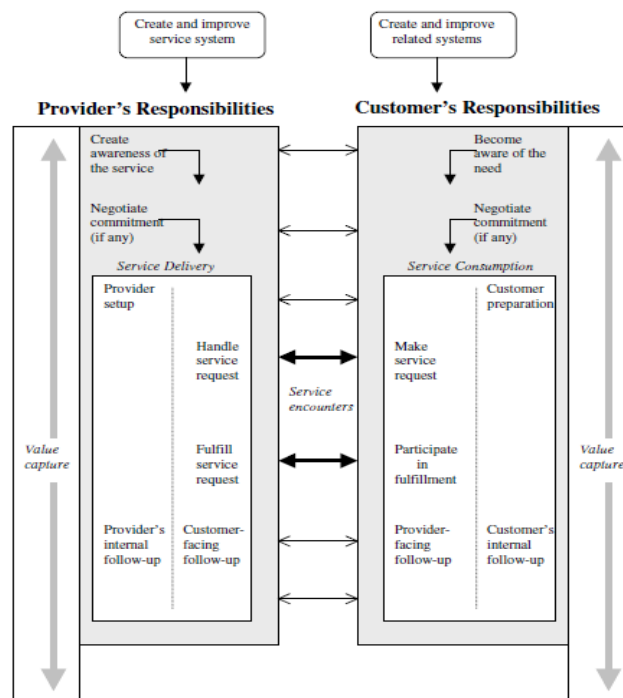 Create and improve
service system
Create and improve
related systems
Provider's Responsibilities
Customer's Responsibilities
Create
awareness of
the service
Become
aware of the
need
Negotiate
commitment
(if any)
Negotiate
commitment
(if any)
Service Delivery
Service Consumption
Provider
setup
Customer
preparation
Handle
service
request
Make
service
request
Service
encounters
Value
capture
Fulfill
service
request
Participate
in
fulfillment
Value
capture
Provider's
internal
follow-up
Customer-
facing
follow-up
Provider-
facing
follow-up
Customer's
internal
follow-up